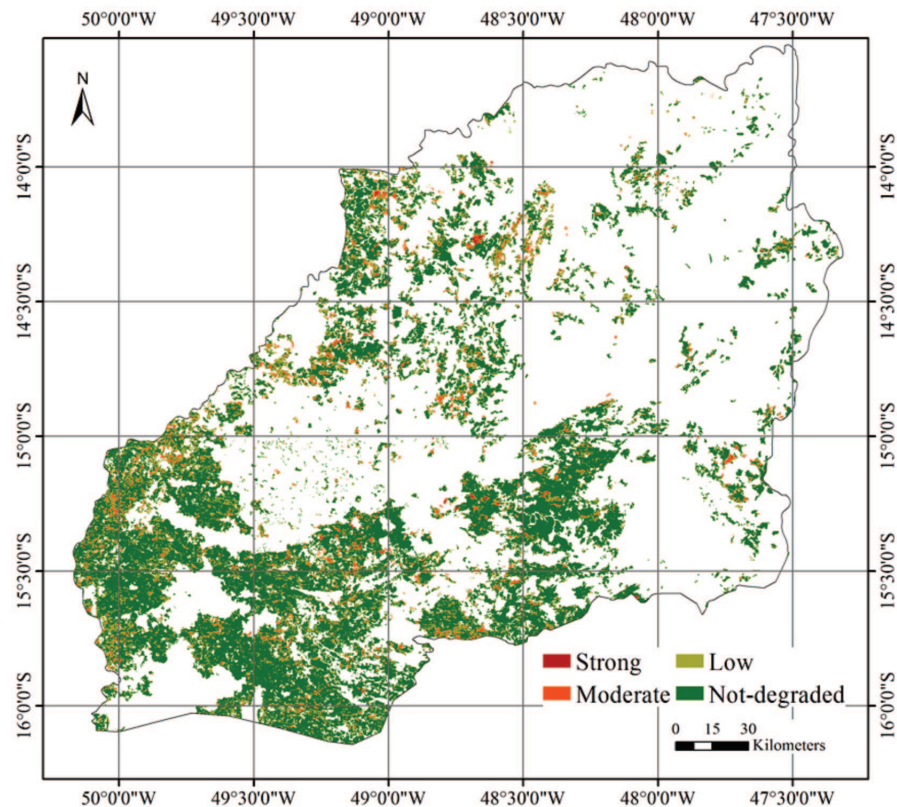 50°0'0"W 49°30'0"W 49°0'0"W 48°30'0"W 48°0'0"W 47°30'0"W
N
14°0'0"S 14°0'0"S
14°30'0"S 14°30'0"S
15°0'0"S 15°0'0"S
15°30'0"S 15°30'0"S
Strong Low
Moderate Not-degraded
16°0'0"S 16°0'0"S
0 15 30
Kilometers
50°0'0"W 49°30'0"W 49°0'0"W 48°30'0"W 48°0'0"W 47°30'0"W